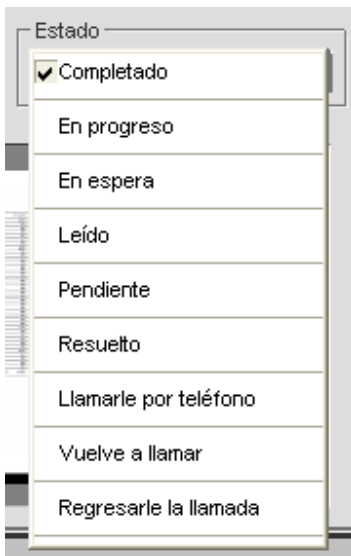 Estado
Completado
En progreso
En espera
Leído
Pendiente
Resuelto
Llamarle por teléfono
Vuelve a llamar
Regresarle la llamada